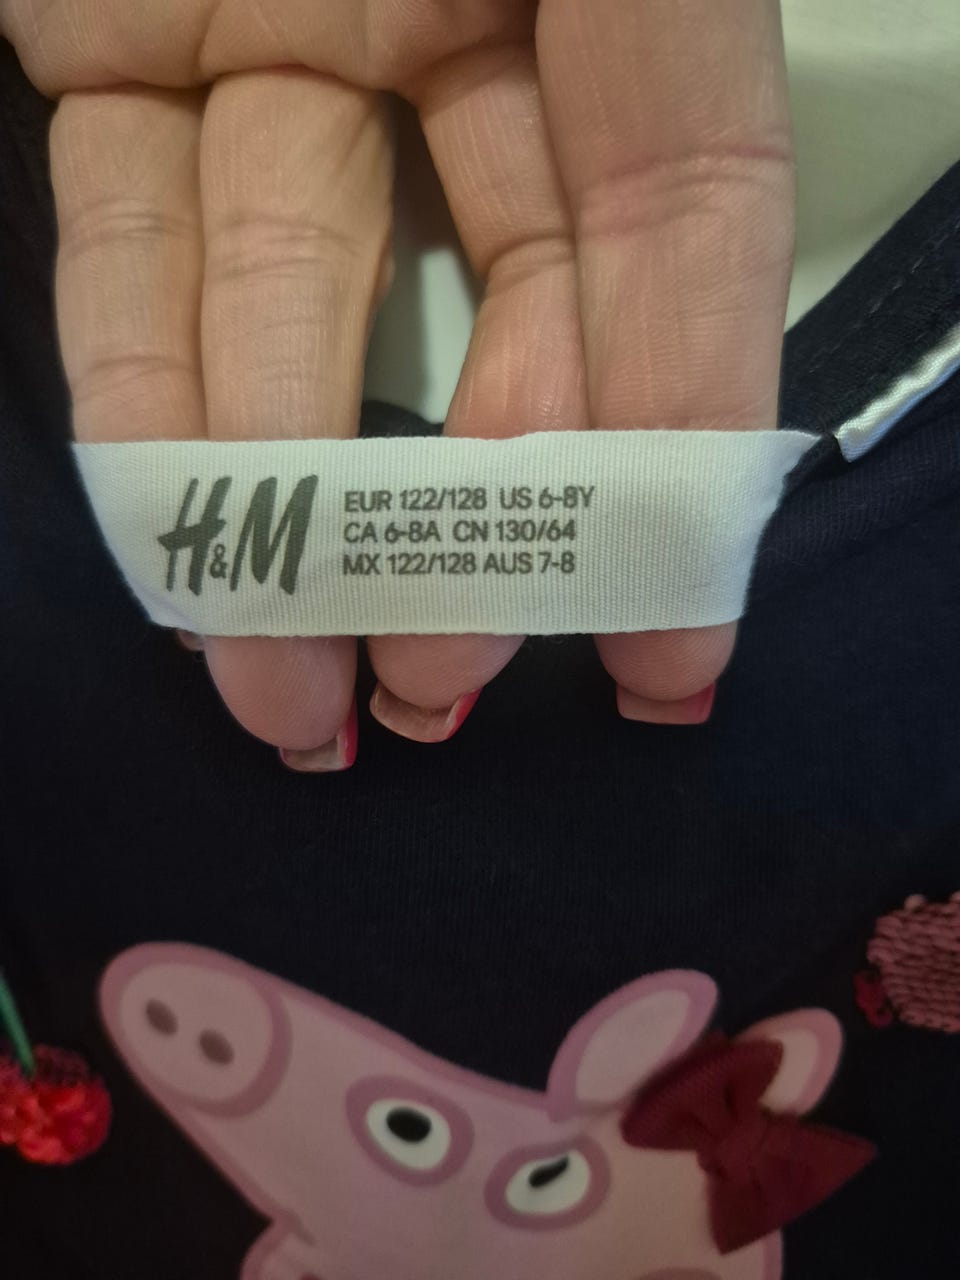 H&M
EUR 122/128 US 6-8Y
CA 6-8A CN 130/64
MX 122/128 AUS 7-8